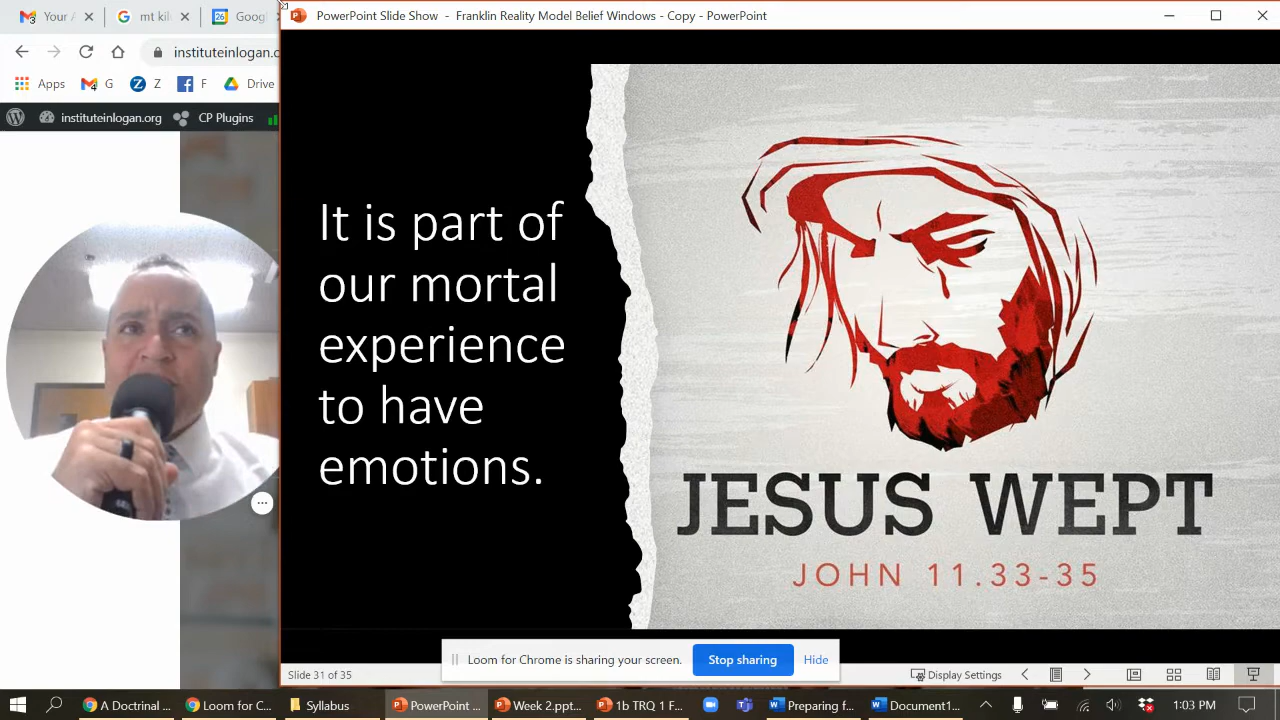 Your A
mt kil
Googl
PowerPoint Slide Show - Franklin Reality Model Belief Windows - Copy - PowerPoint
instituteinlogan.o
Apps
G
Z
F
Drive
instituteinlogan.org
CP Plugins
It is part of
our mortal
experience
to have
emotions.
JESUS WEPT
JOHN 11.33-35
Loom for Chrome is sharing your screen.
Stop sharing
Hide
Slide 31 of 35
Display Settings
A Doctrinal ...
Loom for C...
Syllabus
PowerPoint ...
Week 2.ppt...
1b TRQ 1 F...
Preparing f...
Document1...
1:03 PM